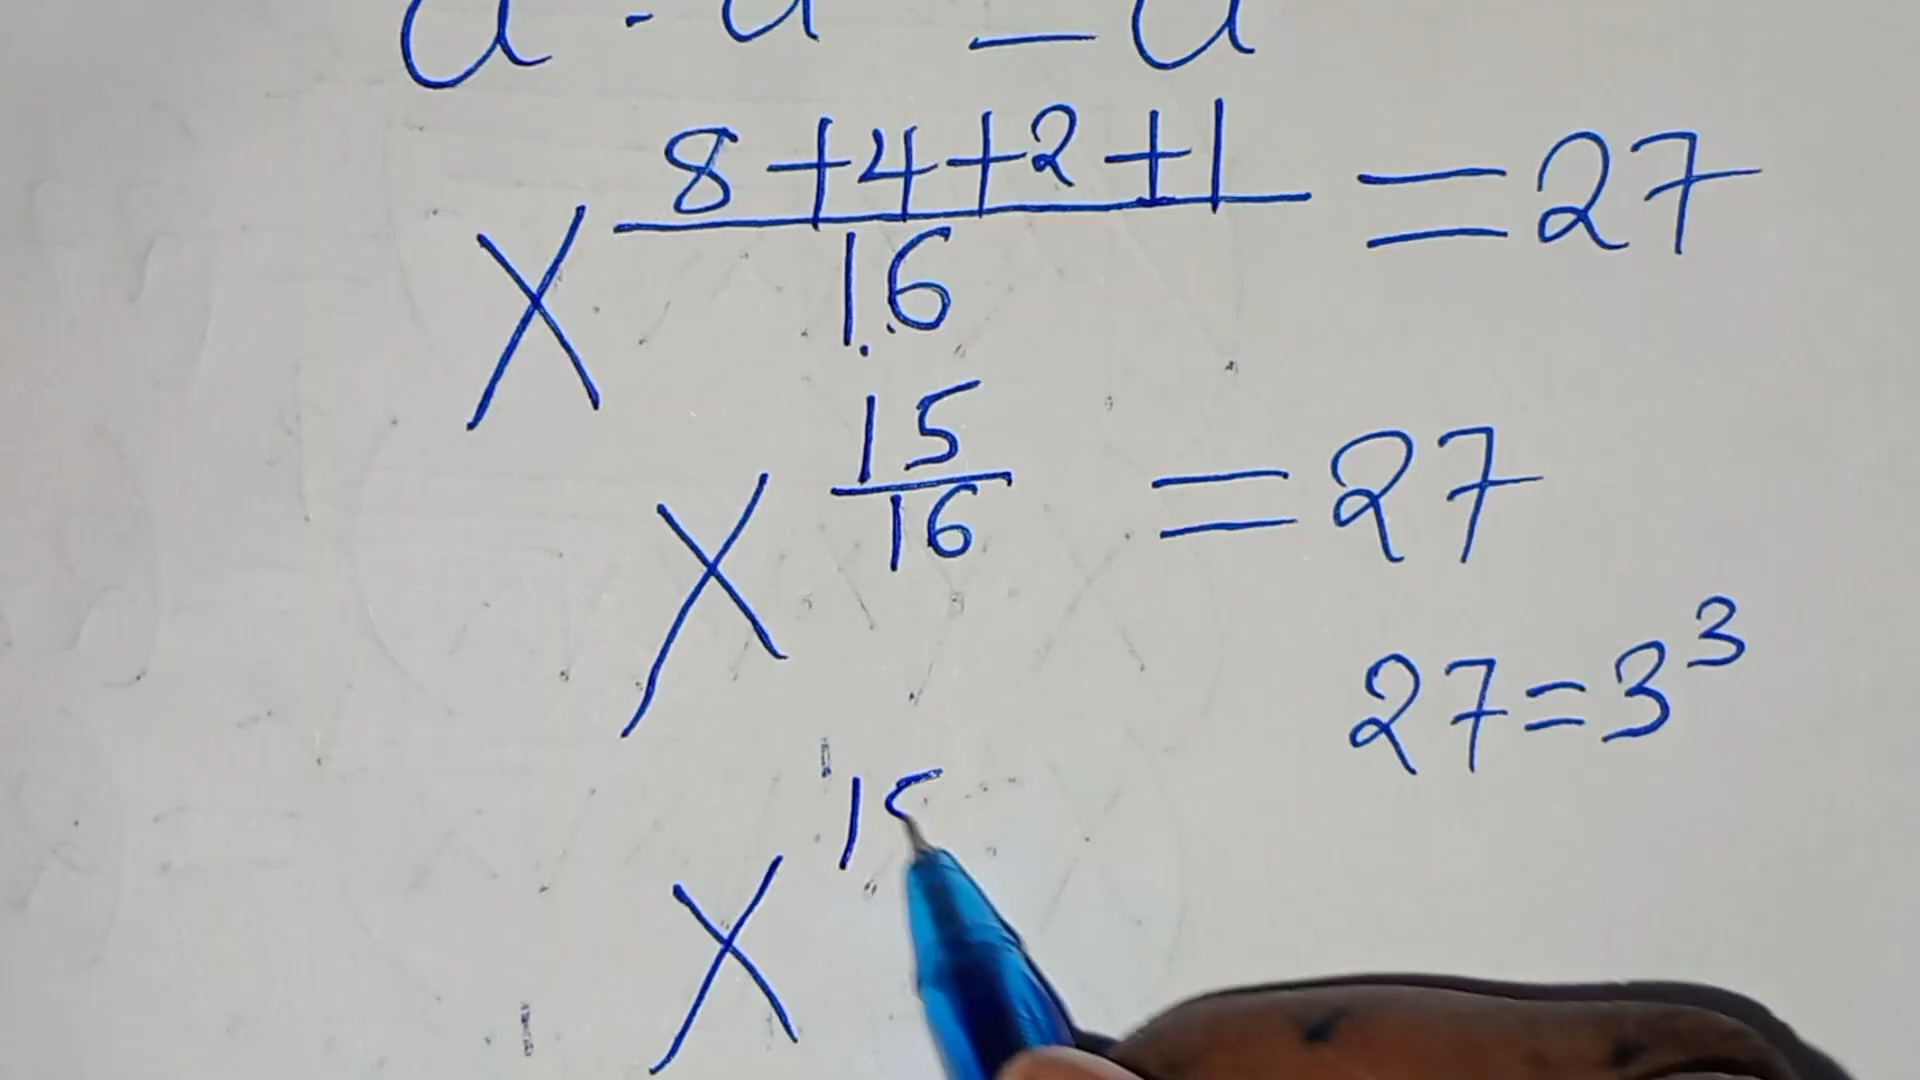 a . a = a
X^(8+4+2+1)/16 = 27
X^15/16 = 27
27=3^3
X^15